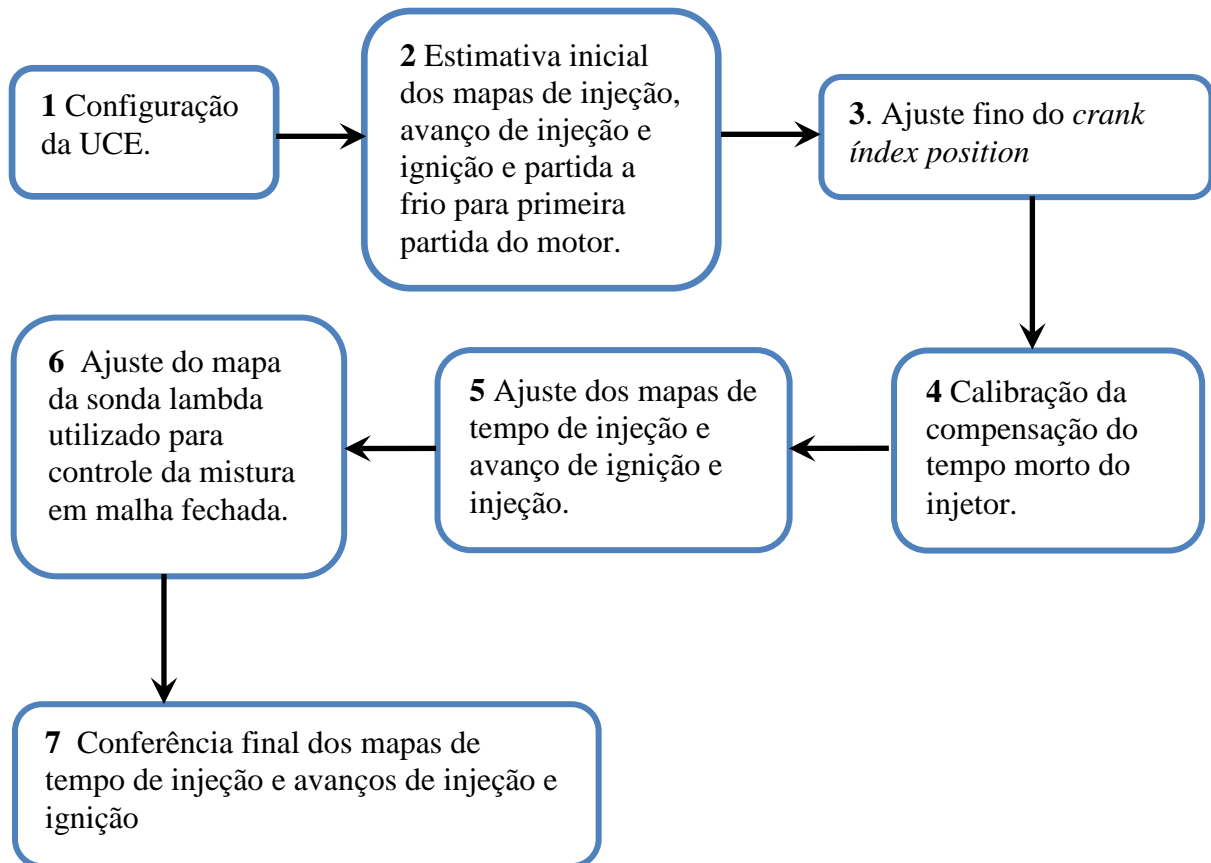 1 Configuração
da UCE.
2 Estimativa inicial
dos mapas de injeção,
avanço de injeção e
ignição e partida a
frio para primeira
partida do motor.
3. Ajuste fino do crank
índex position
4 Calibração da
compensação do
tempo morto do
injetor.
5 Ajuste dos mapas de
tempo de injeção e
avanço de ignição e
injeção.
6 Ajuste do mapa
da sonda lambda
utilizado para
controle da mistura
em malha fechada.
7 Conferência final dos mapas de
tempo de injeção e avanços de injeção e
ignição